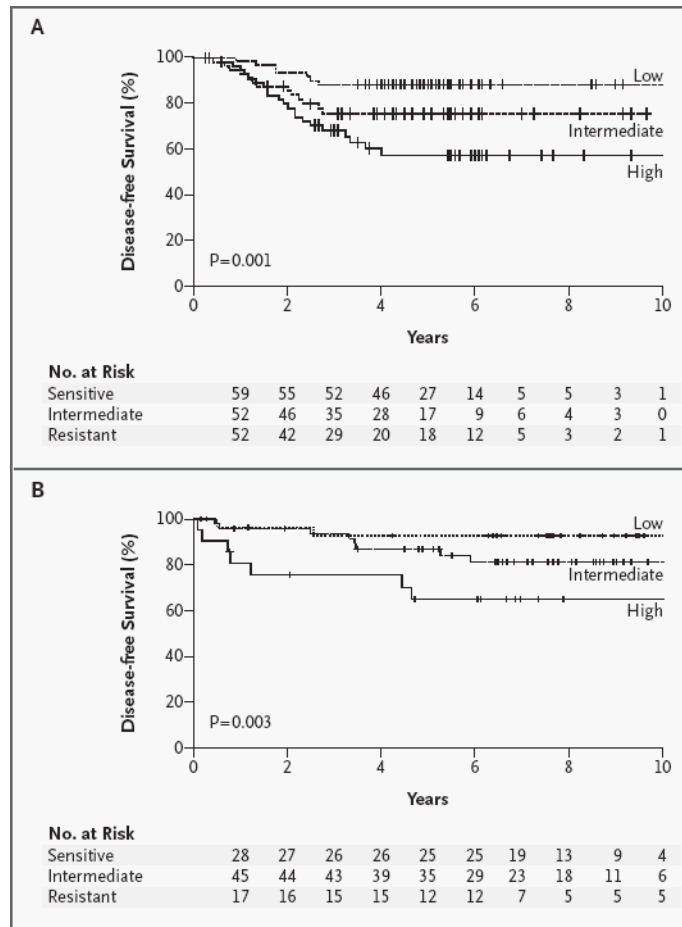 A
100
Low
80
Intermediate
60
High
40
20
P=0.001
0
0 2 4 6 8 10
Disease-free Survival (%)
Years
No. at Risk
Sensitive 59 55 52 46 27 14 5 5 3 1
Intermediate 52 46 35 28 17 9 6 4 3 0
Resistant 52 42 29 20 18 12 5 3 2 1
B
100
Low
80
Intermediate
60
High
40
20
P=0.003
0
0 2 4 6 8 10
Disease-free Survival (%)
Years
No. at Risk
Sensitive 28 27 26 26 25 25 19 13 9 4
Intermediate 45 44 43 39 35 29 23 18 11 6
Resistant 17 16 15 15 12 12 7 5 5 5